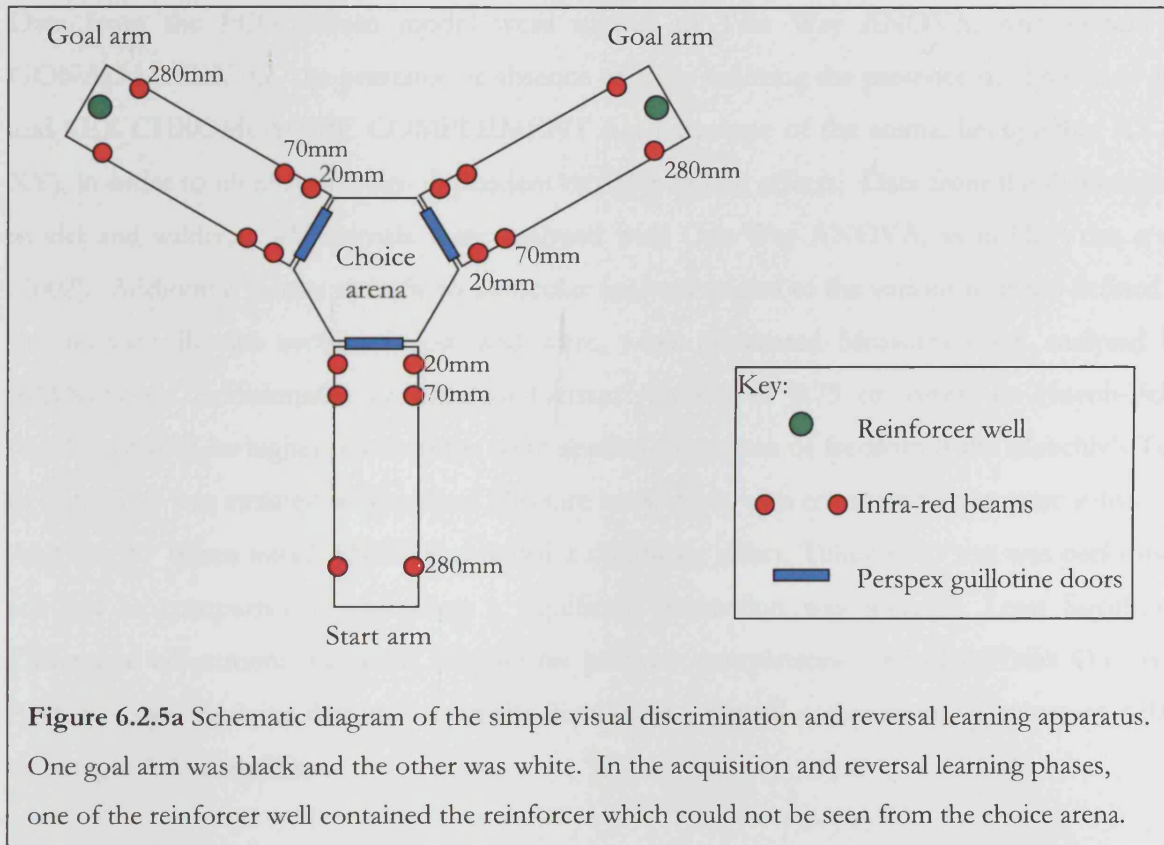 Goal arm
Goal arm
280mm
70mm
20mm
280mm
70mm
20mm
Choice
arena
20mm
70mm
280mm
Start arm
Key:
Reinforcer well
Infra-red beams
Perspex guillotine doors
Figure 6.2.5a Schematic diagram of the simple visual discrimination and reversal learning apparatus.
One goal arm was black and the other was white. In the acquisition and reversal learning phases,
one of the reinforcer well contained the reinforcer which could not be seen from the choice arena.